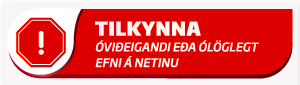 TILKYNNA
ÓVIÐEIGANDI EÐA ÓLÖGLEGT
EFNI Á NETINU